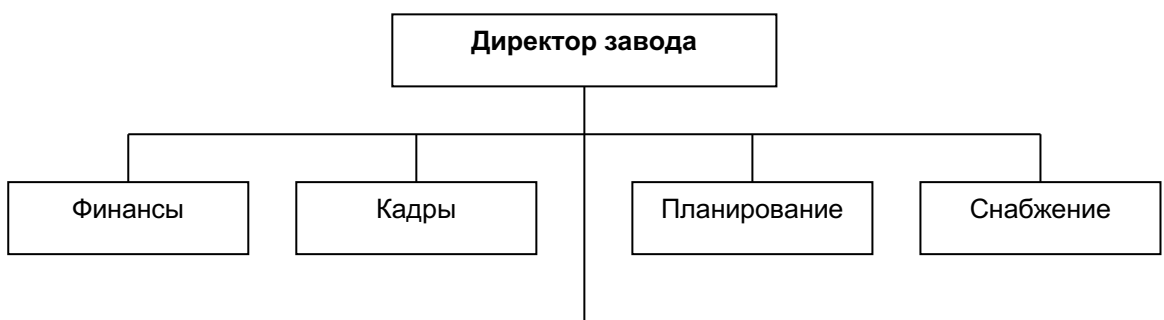 Директор завода
Финансы
Кадры
Планирование
Снабжение